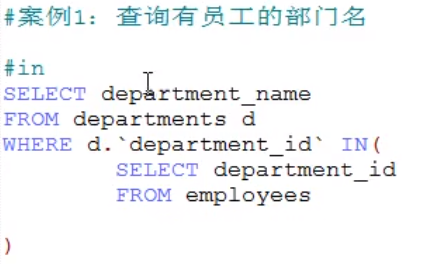 #案例1：查询有员工的部门名
#in
SELECT department_name
FROM departments d
WHERE d.`department_id` IN(
SELECT department_id
FROM employees
)